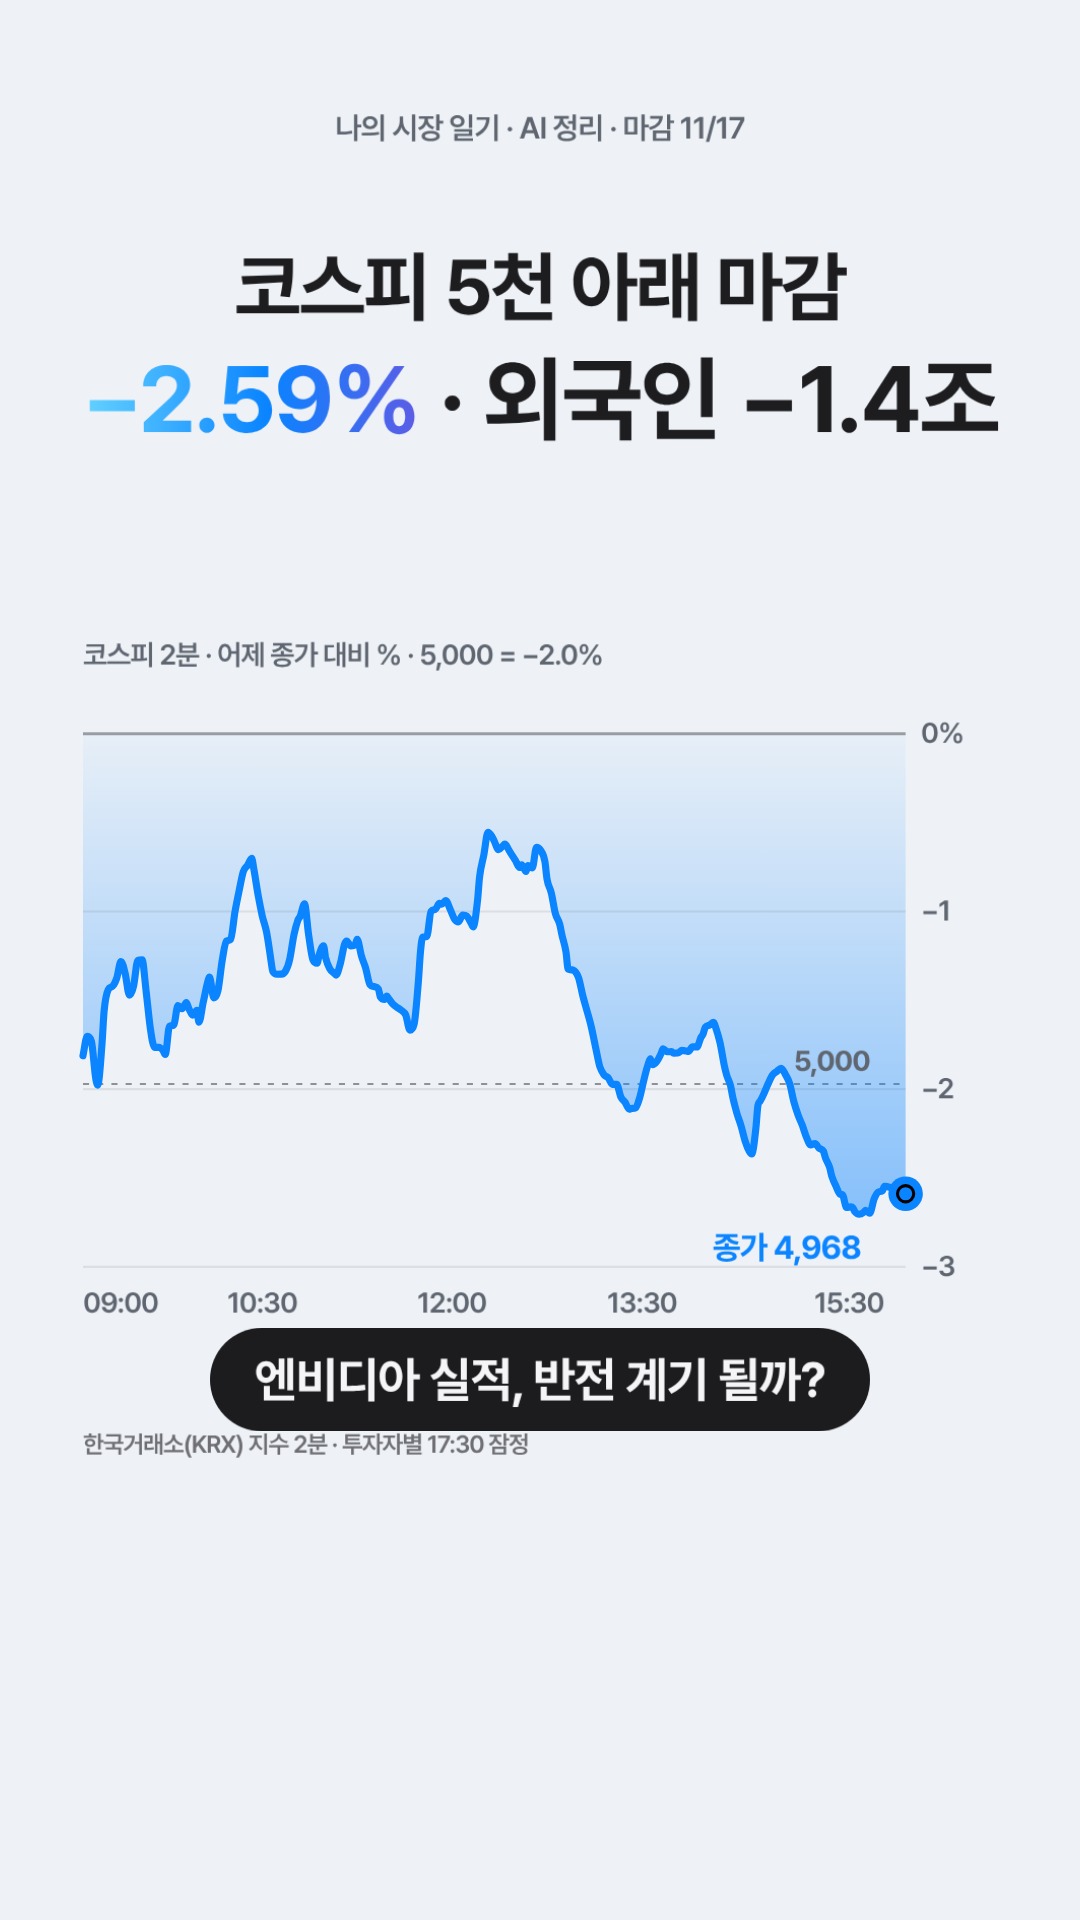 나의 시장 일기 · AI 정리 · 마감 11/17
코스피 5천 아래 마감
−2.59% · 외국인 −1.4조
코스피 2분 · 어제 종가 대비 % · 5,000 = −2.0%
0%
−1
5,000
−2
종가 4,968
−3
09:00 10:30 12:00 13:30 15:30
엔비디아 실적, 반전 계기 될까?
한국거래소(KRX) 지수 2분 · 투자자별 17:30 잠정